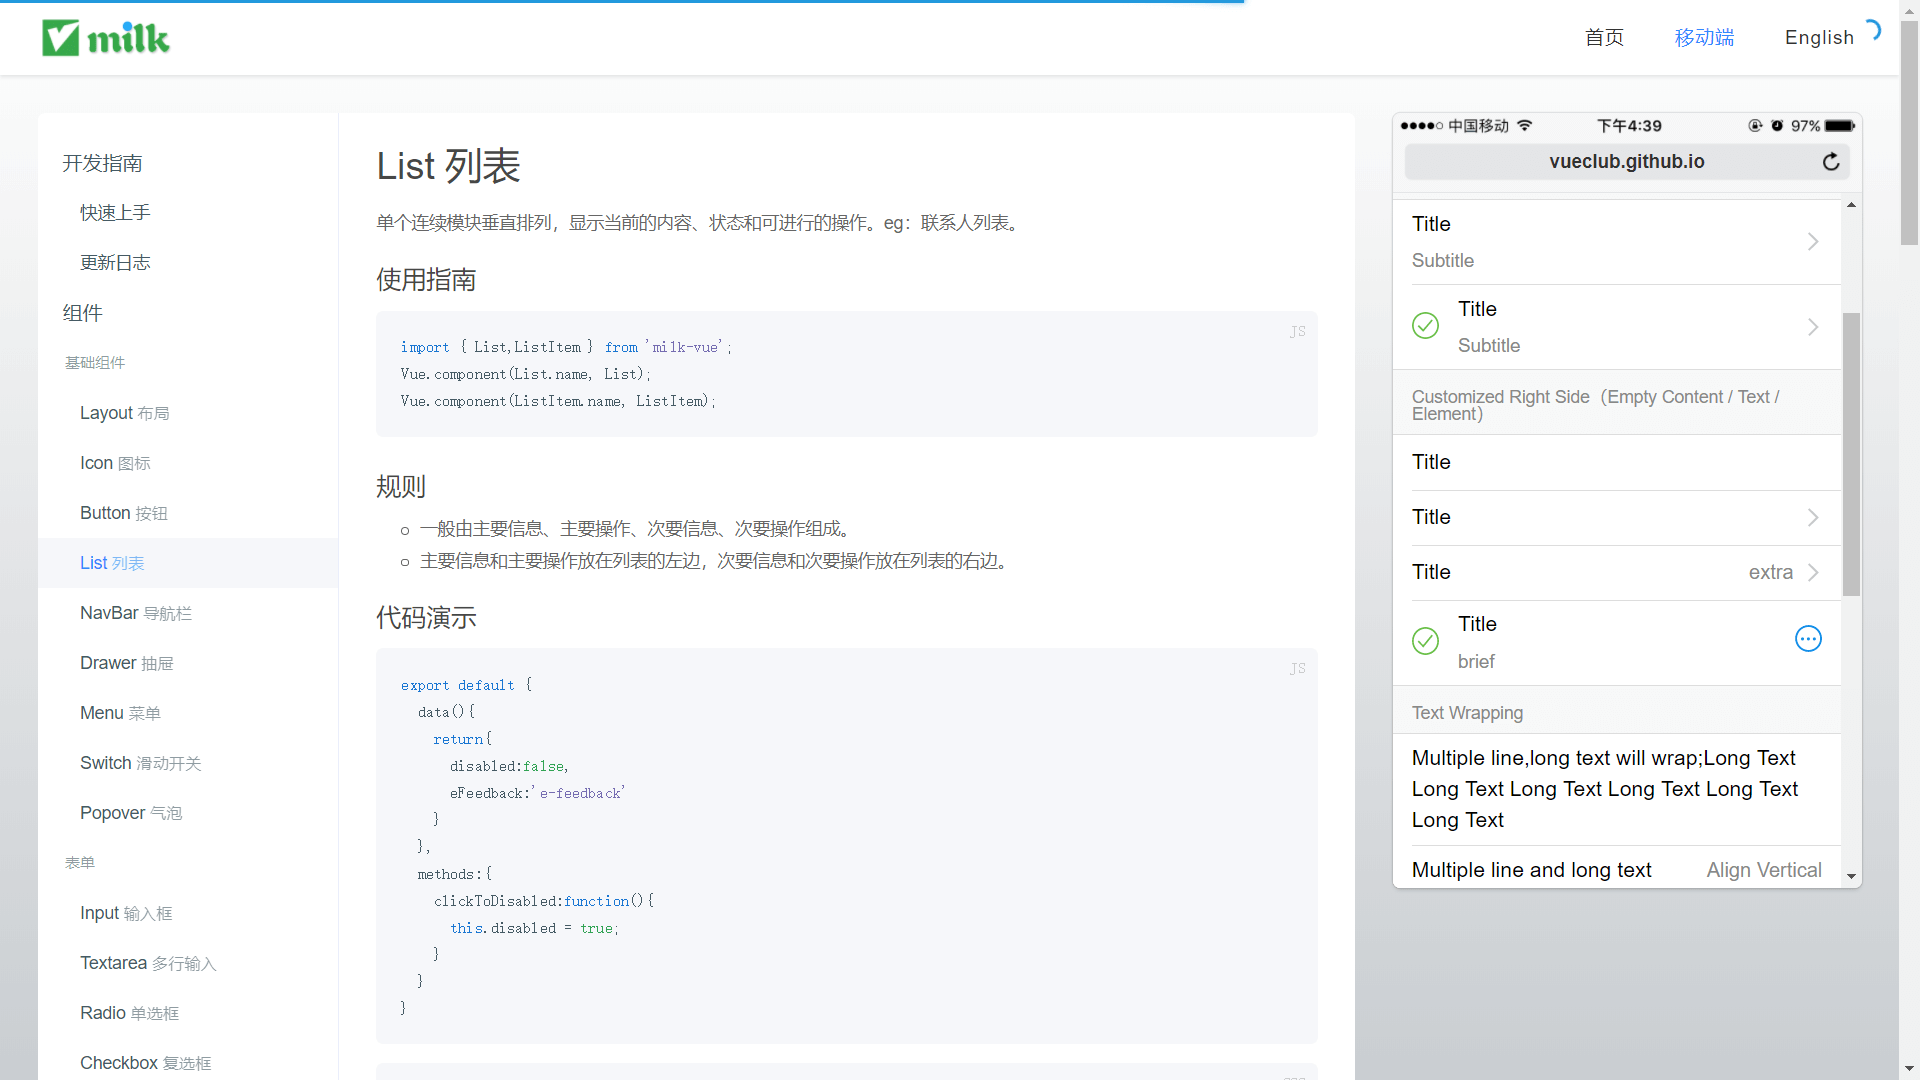 milk
首页
移动端
English
开发指南
快速上手
更新日志
组件
基础组件
Layout 布局
Icon 图标
Button 按钮
List 列表
NavBar 导航栏
Drawer 抽屉
Menu 菜单
Switch 滑动开关
Popover 气泡
表单
Input 输入框
Textarea 多行输入
Radio 单选框
Checkbox 复选框
List 列表
单个连续模块垂直排列，显示当前的内容、状态和可进行的操作。eg：联系人列表。
使用指南
JS
import { List,ListItem } from 'milk-vue';
Vue.component(List.name, List);
Vue.component(ListItem.name, ListItem);
规则
一般由主要信息、主要操作、次要信息、次要操作组成。
主要信息和主要操作放在列表的左边，次要信息和次要操作放在列表的右边。
代码演示
JS
export default {
data(){
return{
disabled:false,
eFeedback:'e-feedback'
}
},
methods:{
clickToDisabled:function(){
this.disabled = true;
}
}
}
中国移动
下午4:39
97%
vueclub.github.io
Title
Subtitle
Title
Subtitle
Customized Right Side（Empty Content / Text /
Element）
Title
Title
Title
extra
Title
brief
Text Wrapping
Multiple line,long text will wrap;Long Text
Long Text Long Text Long Text Long Text
Long Text
Multiple line and long text
Align Vertical